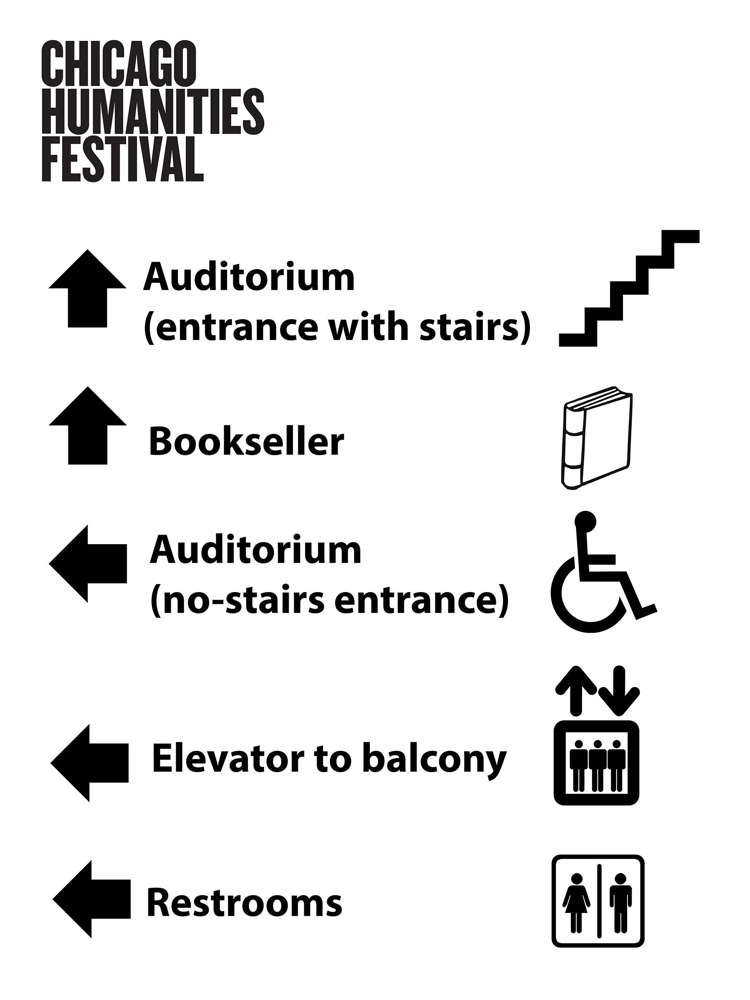 CHICAGO
HUMANITIES
FESTIVAL
Auditorium
(entrance with stairs)
Bookseller
Auditorium
(no-stairs entrance)
Elevator to balcony
Restrooms